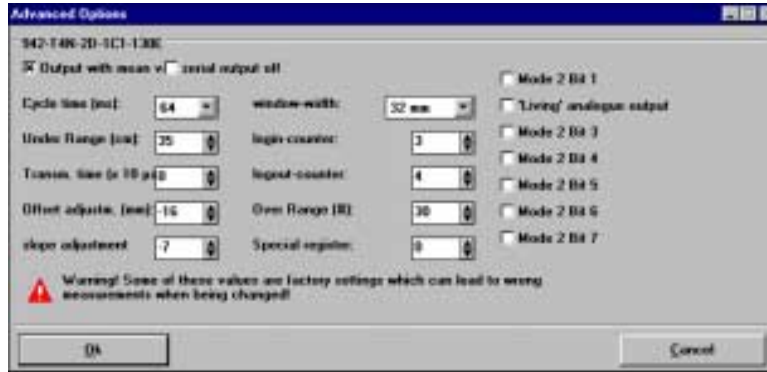 Advanced Options
942-T4N-2D-1C1-130E
Output with mean v serial output off
Cycle time (ms): 64 window-width: 32 mm
Under Range (cm): 35 login-counter: 3
Transm. time (x 10 µs 0 logout-counter: 4
Offset adjustm. (mm): -16 Over Range (%): 30
slope adjustment -7 Special register: 0
Mode 2 Bit 1
'Living' analogue output
Mode 2 Bit 3
Mode 2 Bit 4
Mode 2 Bit 5
Mode 2 Bit 6
Mode 2 Bit 7
Warning! Some of these values are factory settings which can lead to wrong
measurements when being changed!
Ok Cancel